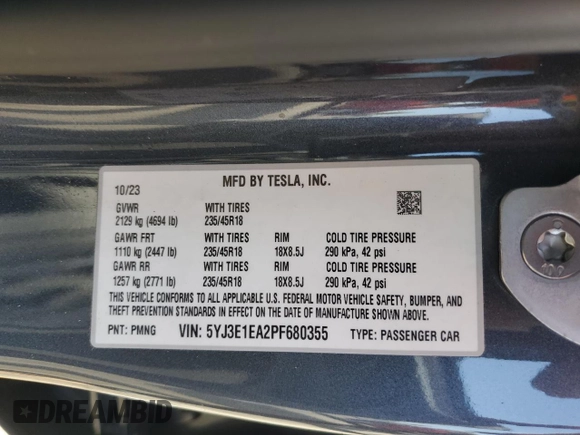 10/23 MFD BY TESLA, INC.
GVWR WITH TIRES
2129 kg (4694 lb) 235/45R18
GAWR FRT WITH TIRES RIM COLD TIRE PRESSURE
1110 kg (2447 lb) 235/45R18 18X8.5J 290 kPa, 42 psi
GAWR RR WITH TIRES RIM COLD TIRE PRESSURE
1257 kg (2771 lb) 235/45R18 18X8.5J 290 kPa, 42 psi
THIS VEHICLE CONFORMS TO ALL APPLICABLE U.S. FEDERAL MOTOR VEHICLE SAFETY, BUMPER, AND
THEFT PREVENTION STANDARDS IN EFFECT ON THE DATE OF MANUFACTURE SHOWN ABOVE.
PNT: PMNG VIN: 5YJ3E1EA2PF680355 TYPE: PASSENGER CAR
DREAMBID